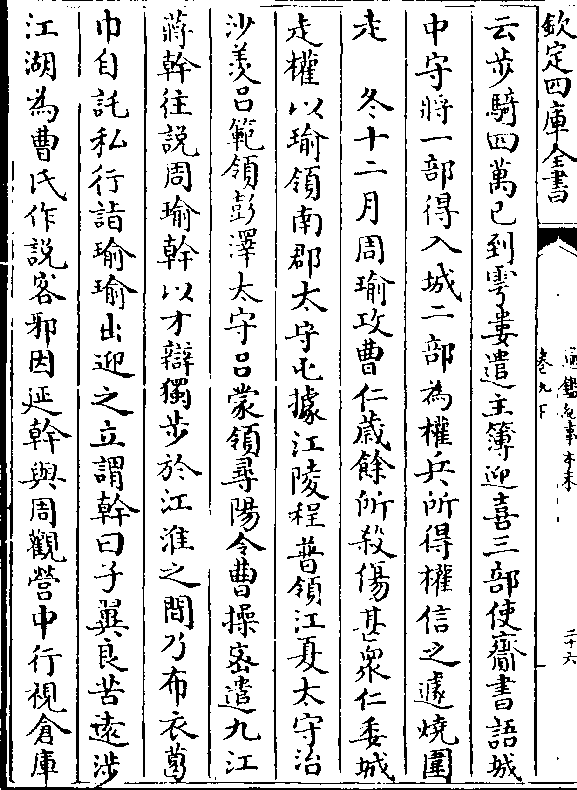 欽定四庫全書
通鑑紀事本末
卷九下
二十六
云步騎四萬已到雩婁遣主簿迎喜三部使齎書語城
中守將一部得入城二部為權兵所得權信之遽燒圍
走　冬十二月周瑜攻曹仁歲餘所殺傷甚衆仁委城
走權以瑜領南郡太守屯據江陵程普領江夏太守治
沙羡呂範領彭澤太守呂蒙領尋陽令曹操密遣九江
蔣幹往說周瑜幹以才辯獨步於江淮之間乃布衣葛
巾自託私行詣瑜瑜出迎之立謂幹曰子翼良苦遠涉
江湖為曹氏作說客邪因延幹與周觀營中行視倉庫